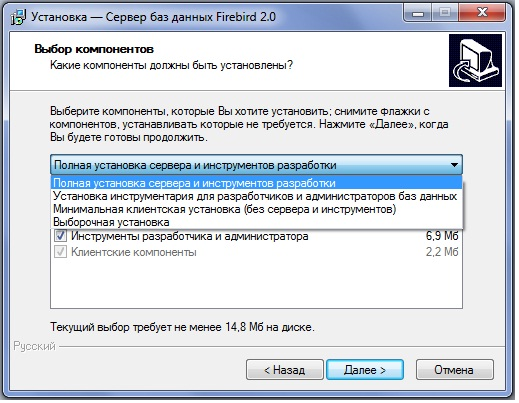 Установка — Сервер баз данных Firebird 2.0
Выбор компонентов
Какие компоненты должны быть установлены?
Выберите компоненты, которые Вы хотите установить; снимите флажки с
компонентов, устанавливать которые не требуется. Нажмите «Далее», когда
Вы будете готовы продолжить.
Полная установка сервера и инструментов разработки
Полная установка сервера и инструментов разработки
Установка инструментария для разработчиков и администраторов баз данных
Минимальная клиентская установка (без сервера и инструментов)
Выборочная установка
Инструменты разработчика и администратора 6,9 Мб
Клиентские компоненты 2,2 Мб
Текущий выбор требует не менее 14,8 Мб на диске.
Русский
< Назад Далее > Отмена